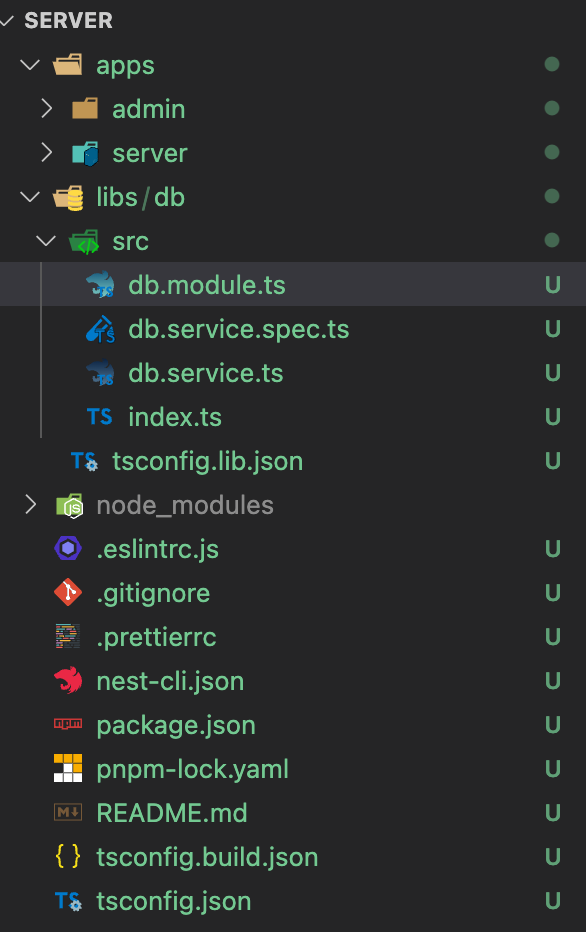 SERVER
apps
admin
server
libs / db
src
db.module.ts U
db.service.spec.ts U
db.service.ts U
TS index.ts U
tsconfig.lib.json U
node_modules
.eslintrc.js U
.gitignore U
.prettierrc U
nest-cli.json U
package.json U
pnpm-lock.yaml U
README.md U
{ } tsconfig.build.json U
TS tsconfig.json U